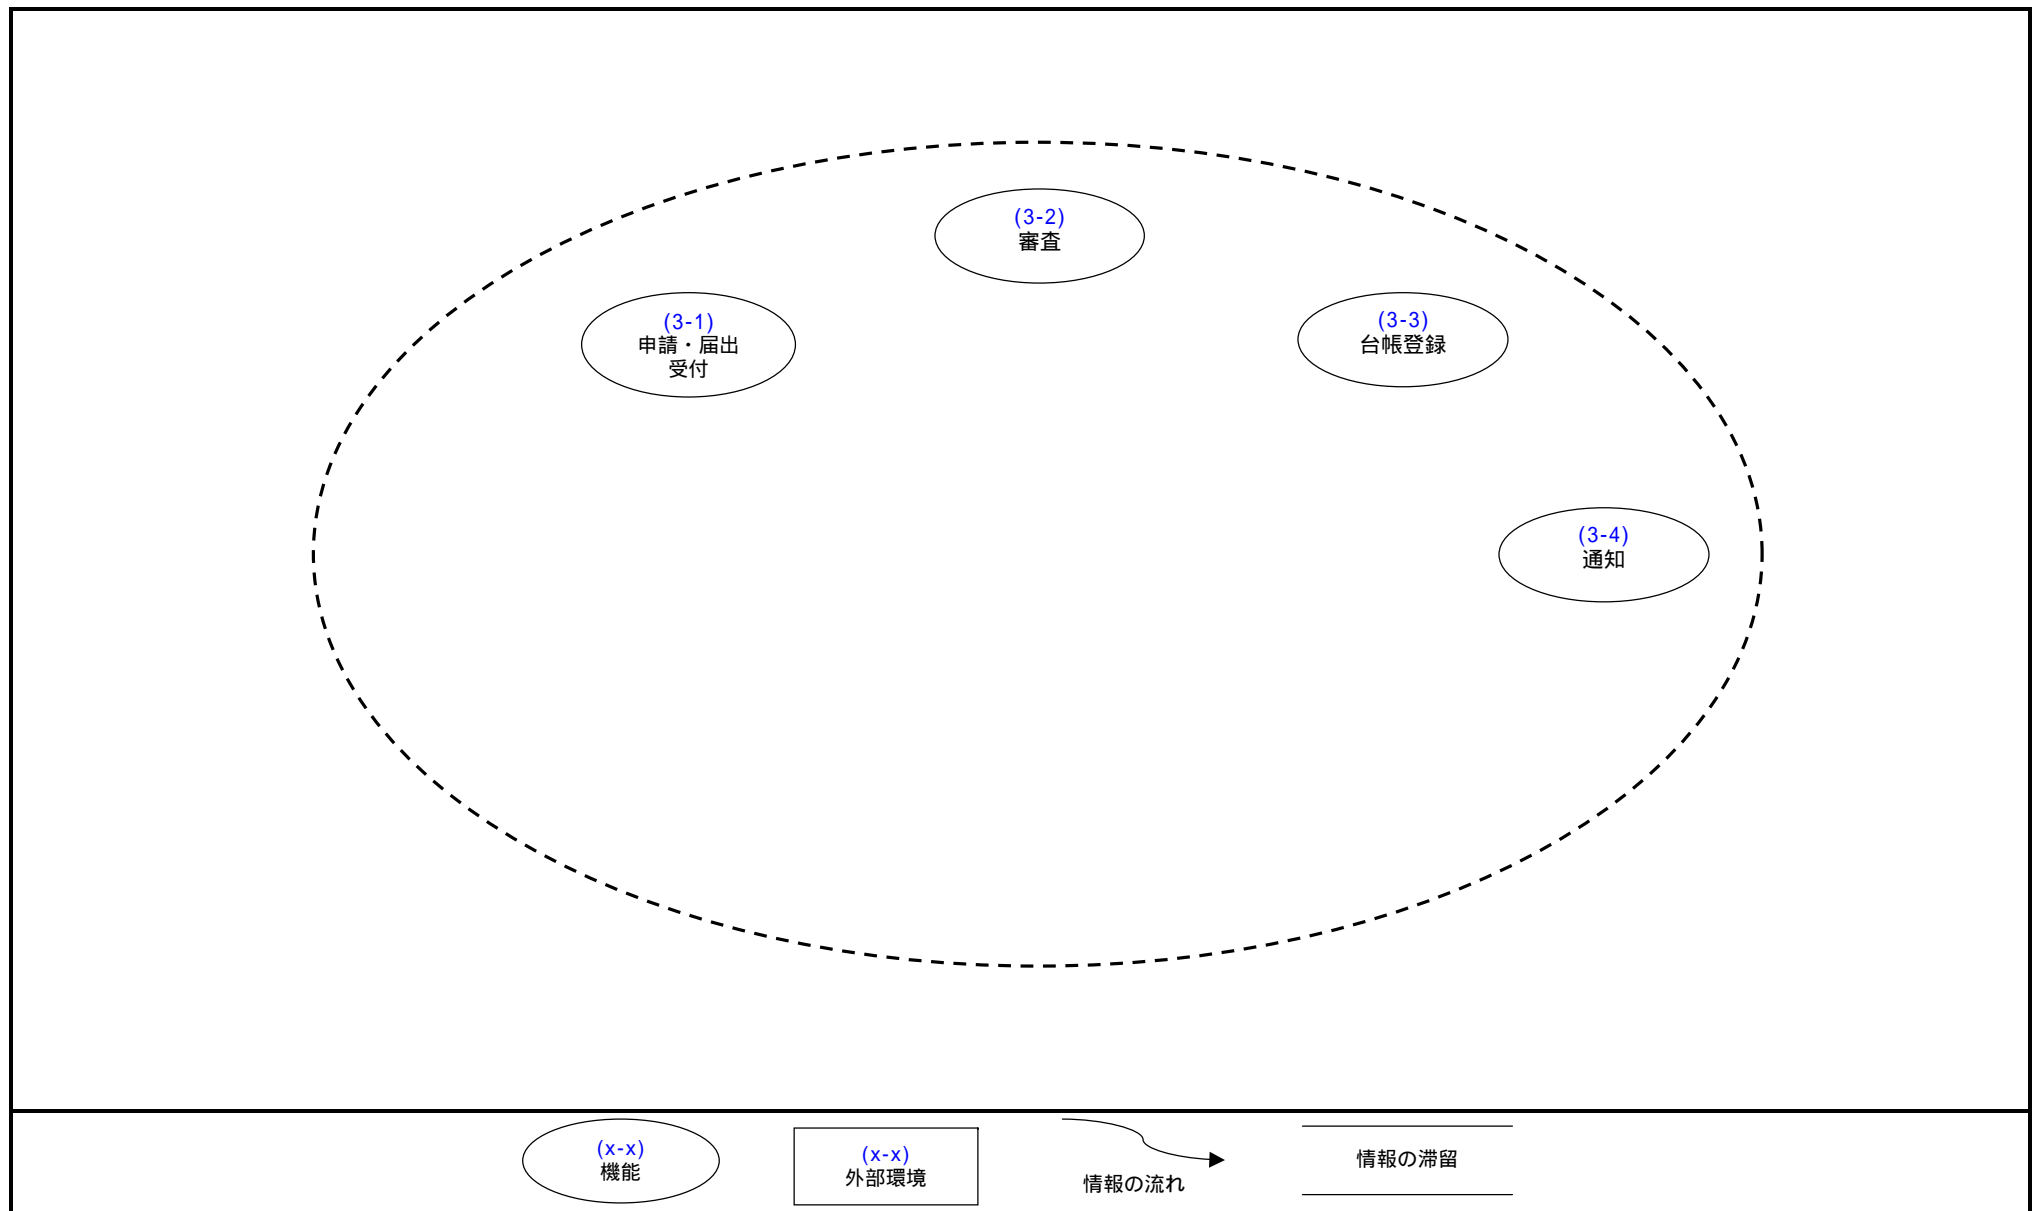 (3-2)
審査
(3-1)
申請・届出
受付
(3-3)
台帳登録
(3-4)
通知
(x-x)
機能
(x-x)
外部環境
情報の流れ
情報の滞留